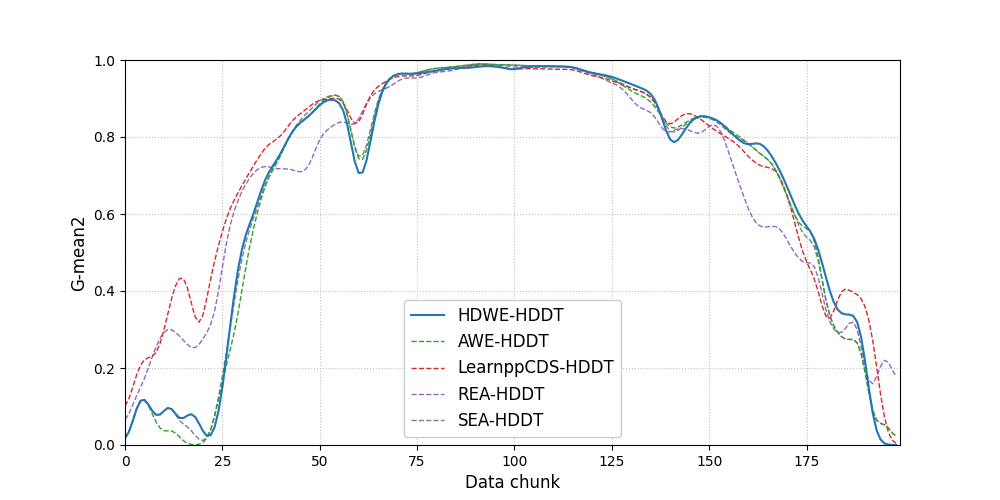 1.0
0.8
0.6
0.4
0.2
0.0
G-mean2
HDWE-HDDT
AWE-HDDT
LearnppCDS-HDDT
REA-HDDT
SEA-HDDT
0 25 50 75 100 125 150 175
Data chunk